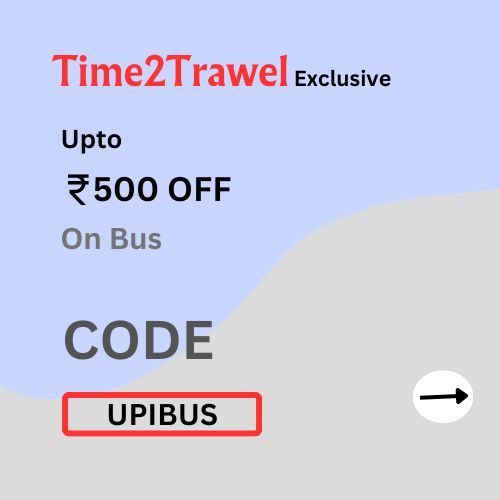 Time2Trawel Exclusive
Upto
₹500 OFF
On Bus
CODE
UPIBUS